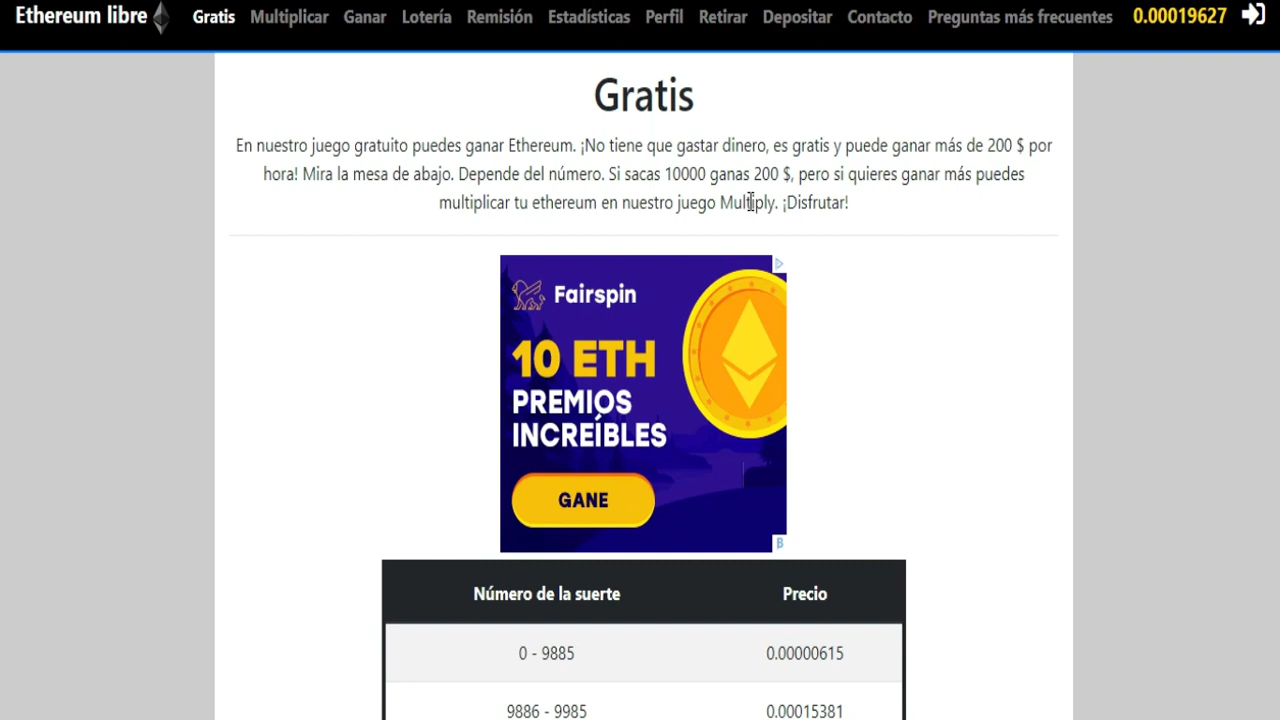 Ethereum libre Gratis Multiplicar Ganar Lotería Remisión Estadísticas Perfil Retirar Depositar Contacto Preguntas más frecuentes 0.00019627
Gratis
En nuestro juego gratuito puedes ganar Ethereum. ¡No tiene que gastar dinero, es gratis y puede ganar más de 200 $ por
hora! Mira la mesa de abajo. Depende del número. Si sacas 10000 ganas 200 $, pero si quieres ganar más puedes
multiplicar tu ethereum en nuestro juego Multiply. ¡Disfrutar!
Fairspin
10 ETH
PREMIOS
INCREÍBLES
GANE
B
Número de la suerte Precio
0 - 9885 0.00000615
9886 - 9985 0.00015381